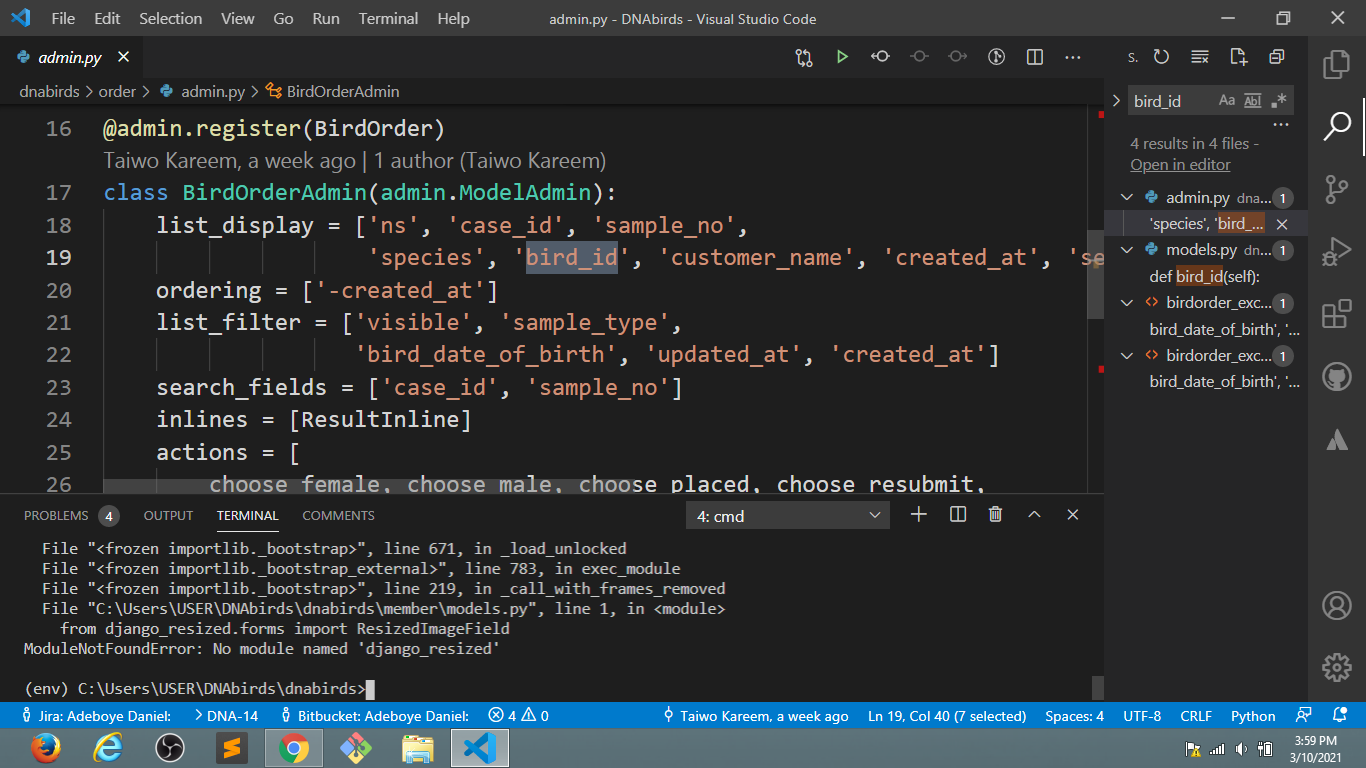 File Edit Selection View Go Run Terminal Help admin.py - DNAbirds - Visual Studio Code
admin.py
dnabirds > order > admin.py > BirdOrderAdmin
16 @admin.register(BirdOrder)
Taiwo Kareem, a week ago | 1 author (Taiwo Kareem)
17 class BirdOrderAdmin(admin.ModelAdmin):
18 list_display = ['ns', 'case_id', 'sample_no',
19 'species', 'bird_id', 'customer_name', 'created_at', 'se
20 ordering = ['-created_at']
21 list_filter = ['visible', 'sample_type',
22 'bird_date_of_birth', 'updated_at', 'created_at']
23 search_fields = ['case_id', 'sample_no']
24 inlines = [ResultInline]
25 actions = [
26 choose_female, choose_male, choose_placed, choose_resubmit,
S.
bird_id Aa Abl .*
4 results in 4 files -
Open in editor
admin.py dna... 1
'species', 'bird_...
models.py dn... 1
def bird_id(self):
birdorder_exc... 1
bird_date_of_birth', '...
birdorder_exc... 1
bird_date_of_birth', '...
PROBLEMS 4 OUTPUT TERMINAL COMMENTS 4: cmd
File "<frozen importlib._bootstrap>", line 671, in _load_unlocked
File "<frozen importlib._bootstrap_external>", line 783, in exec_module
File "<frozen importlib._bootstrap>", line 219, in _call_with_frames_removed
File "C:\Users\USER\DNAbirds\dnabirds\member\models.py", line 1, in <module>
from django_resized.forms import ResizedImageField
ModuleNotFoundError: No module named 'django_resized'
(env) C:\Users\USER\DNAbirds\dnabirds>
Jira: Adeboye Daniel: > DNA-14 Bitbucket: Adeboye Daniel: 4 0 Taiwo Kareem, a week ago Ln 19, Col 40 (7 selected) Spaces: 4 UTF-8 CRLF Python
3:59 PM
3/10/2021